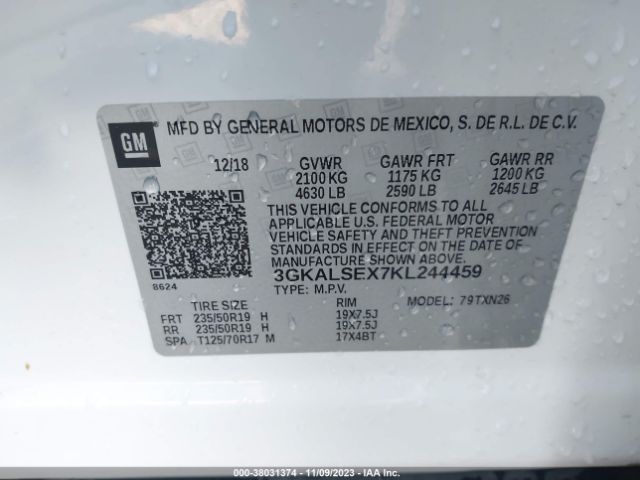 GM
MFD BY GENERAL MOTORS DE MEXICO, S. DE R.L. DE C.V.
12/18 GVWR GAWR FRT GAWR RR
2100 KG 1175 KG 1200 KG
4630 LB 2590 LB 2645 LB
THIS VEHICLE CONFORMS TO ALL
APPLICABLE U.S. FEDERAL MOTOR
VEHICLE SAFETY AND THEFT PREVENTION
STANDARDS IN EFFECT ON THE DATE OF
MANUFACTURE SHOWN ABOVE.
3GKALSEX7KL244459
8624
TYPE: M.P.V. MODEL: 79TXN26
TIRE SIZE RIM
FRT 235/50R19 H 19X7.5J
RR 235/50R19 H 19X7.5J
SPA T125/70R17 M 17X4BT
000-38031374 - 11/09/2023 - IAAI.COM